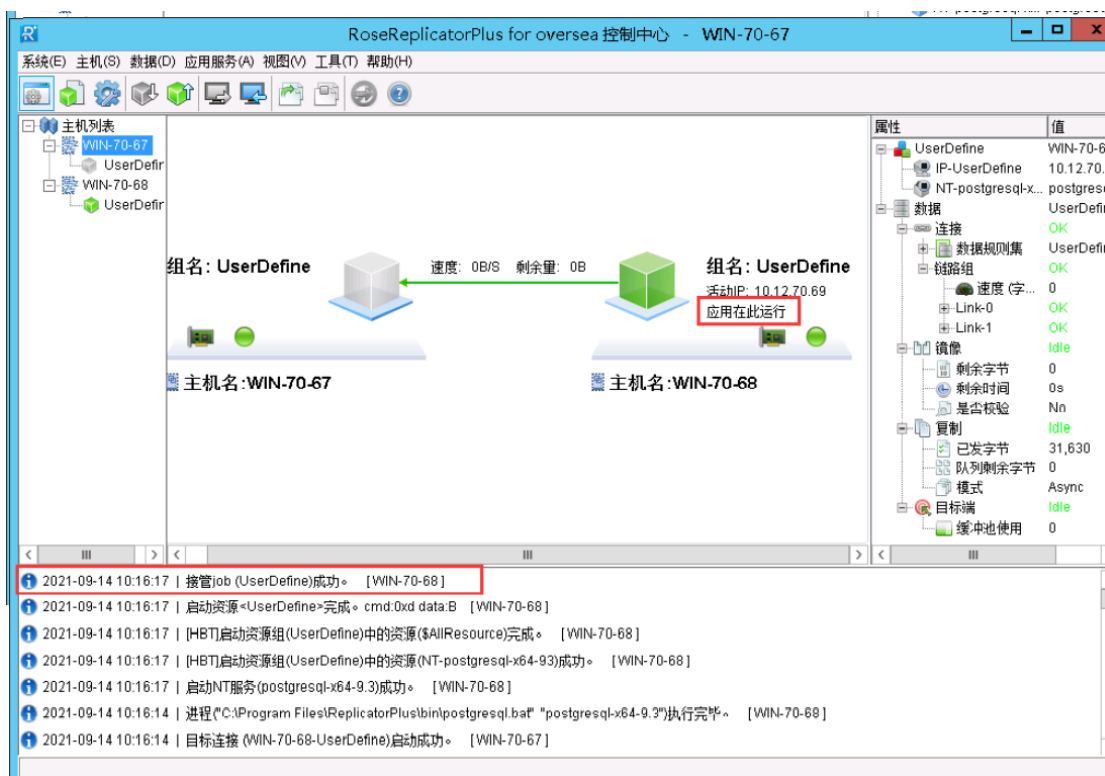 RoseReplicatorPlus for oversea 控制中心 - WIN-70-67
系统(E) 主机(S) 数据(D) 应用服务(A) 视图(V) 工具(T) 帮助(H)
主机列表
WIN-70-67
UserDefir
WIN-70-68
UserDefir
组名: UserDefine
速度: 0B/S 剩余量: 0B
组名: UserDefine
活动IP: 10.12.70.69
应用在此运行
主机名:WIN-70-67
主机名:WIN-70-68
属性 值
UserDefine WIN-70-6
IP-UserDefine 10.12.70.
NT-postgresql-x... postgres
数据 UserDefi
连接 OK
数据规则集 UserDefi
链路组 OK
速度 (字... 0
Link-0 OK
Link-1 OK
镜像 Idle
剩余字节 0
剩余时间 0s
是否校验 No
复制 Idle
已发字节 31,630
队列剩余字节 0
模式 Async
目标端 Idle
缓冲池使用 0
2021-09-14 10:16:17 | 接管job (UserDefine)成功。 [WIN-70-68]
2021-09-14 10:16:17 | 启动资源<UserDefine>完成。cmd:0xd data:B [WIN-70-68]
2021-09-14 10:16:17 | [HBT]启动资源组(UserDefine)中的资源($AllResource)完成。 [WIN-70-68]
2021-09-14 10:16:17 | [HBT]启动资源组(UserDefine)中的资源(NT-postgresql-x64-93)成功。 [WIN-70-68]
2021-09-14 10:16:17 | 启动NT服务(postgresql-x64-9.3)成功。 [WIN-70-68]
2021-09-14 10:16:14 | 进程("C:\Program Files\ReplicatorPlus\bin\postgresql.bat" "postgresql-x64-9.3")执行完毕。 [WIN-70-68]
2021-09-14 10:16:14 | 目标连接 (WIN-70-68-UserDefine)启动成功。 [WIN-70-67]